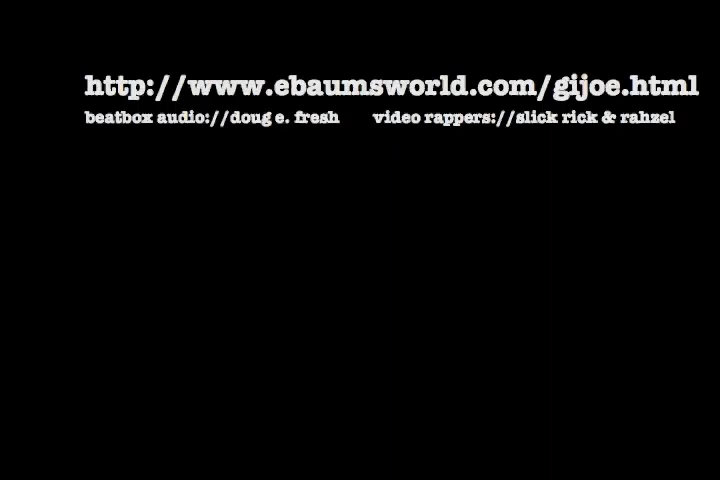 http://www.ebaumsworld.com/gijoe.html
beatbox audio://doug e. fresh video rappers://slick rick & rahzel